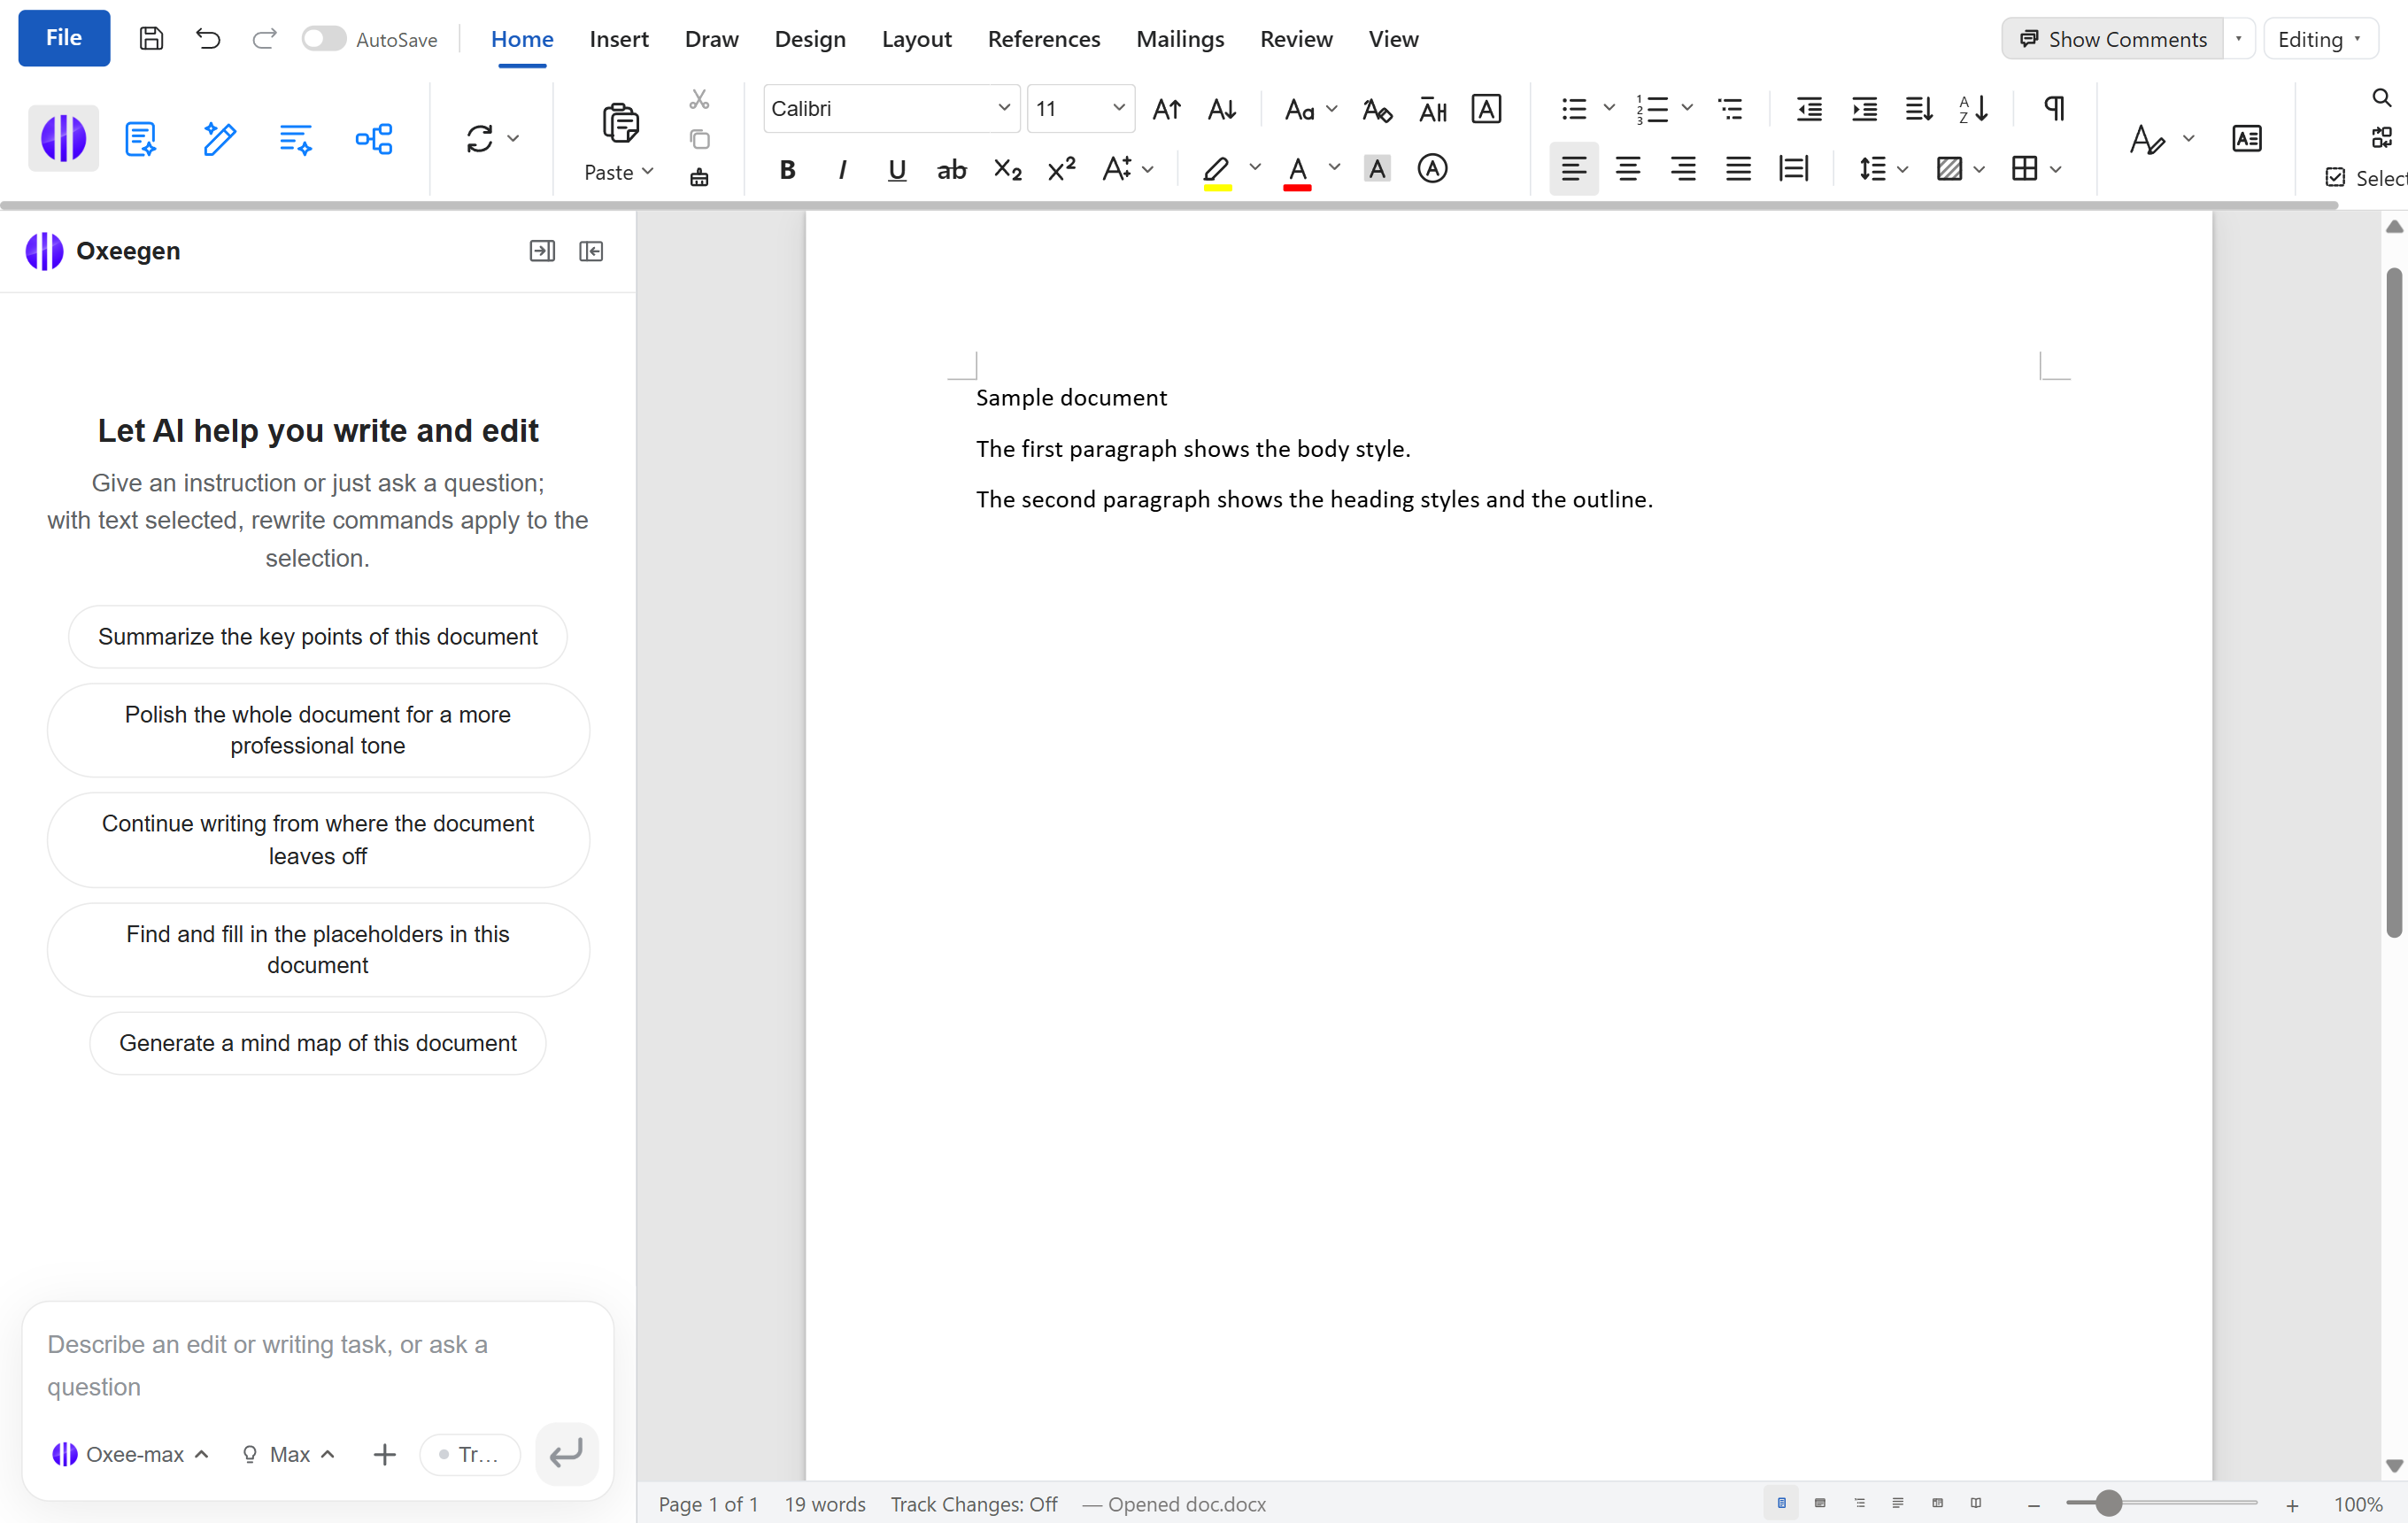 File
AutoSave
Home
Insert
Draw
Design
Layout
References
Mailings
Review
View
Show Comments
Editing
Paste
Calibri
11
Select
Oxeegen
Let AI help you write and edit
Give an instruction or just ask a question;
with text selected, rewrite commands apply to the
selection.
Summarize the key points of this document
Polish the whole document for a more
professional tone
Continue writing from where the document
leaves off
Find and fill in the placeholders in this
document
Generate a mind map of this document
Describe an edit or writing task, or ask a
question
Oxee-max
Max
Tr...
Sample document
The first paragraph shows the body style.
The second paragraph shows the heading styles and the outline.
Page 1 of 1
19 words
Track Changes: Off
— Opened doc.docx
100%